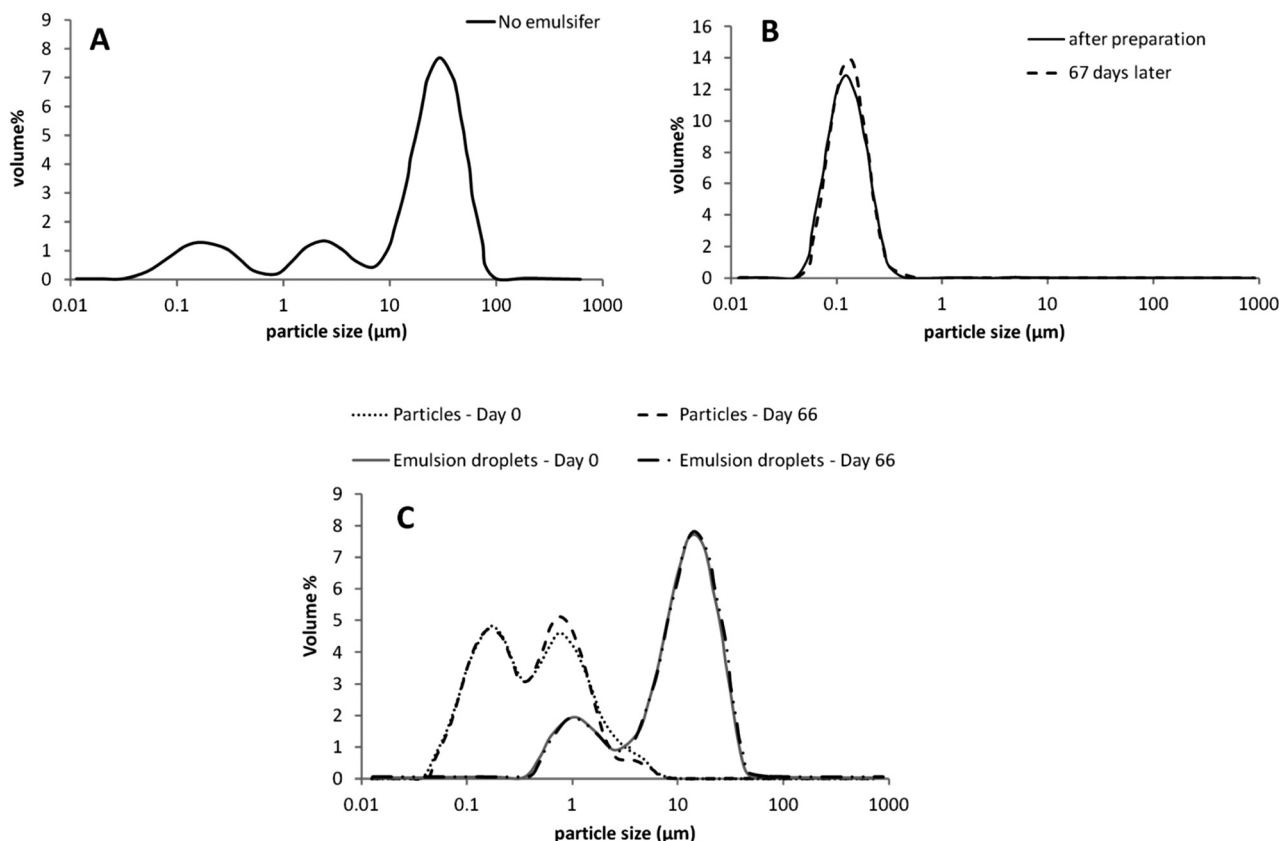 A
No emulsifer
9
8
7
6
5
4
3
2
1
0
volume%
0.01 0.1 1 10 100 1000
particle size (µm)
B
after preparation
67 days later
16
14
12
10
8
6
4
2
0
volume%
0.01 0.1 1 10 100 1000
particle size (µm)
Particles - Day 0 Particles - Day 66
Emulsion droplets - Day 0 Emulsion droplets - Day 66
C
9
8
7
6
5
4
3
2
1
0
Volume %
0.01 0.1 1 10 100 1000
particle size (µm)